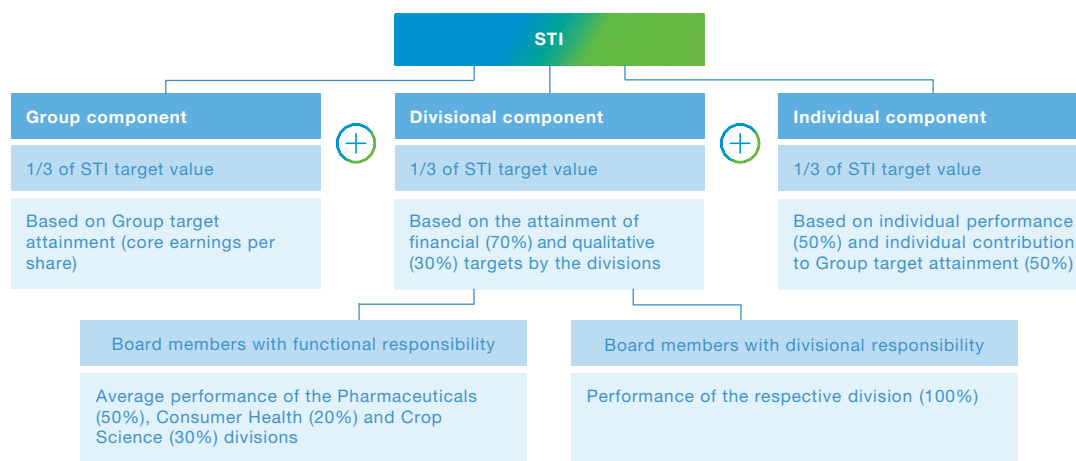 STI
Group component
1/3 of STI target value
Based on Group target
attainment (core earnings per
share)
Divisional component
1/3 of STI target value
Based on the attainment of
financial (70%) and qualitative
(30%) targets by the divisions
Individual component
1/3 of STI target value
Based on individual performance
(50%) and individual contribution
to Group target attainment (50%)
Board members with functional responsibility
Average performance of the Pharmaceuticals
(50%), Consumer Health (20%) and Crop
Science (30%) divisions
Board members with divisional responsibility
Performance of the respective division (100%)